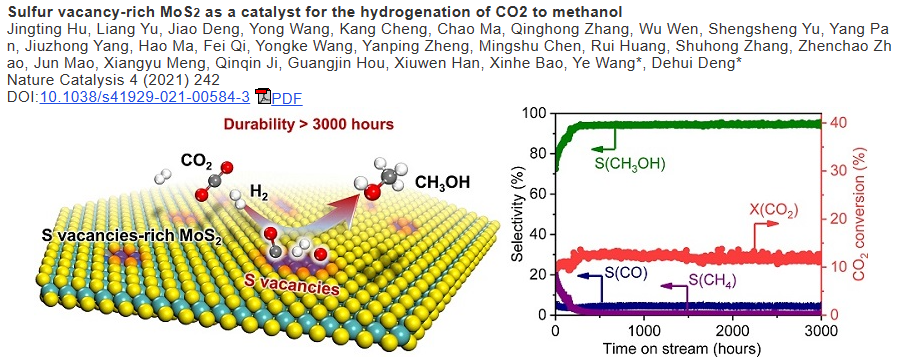 Sulfur vacancy-rich MoS2 as a catalyst for the hydrogenation of CO2 to methanol
Jingting Hu, Liang Yu, Jiao Deng, Yong Wang, Kang Cheng, Chao Ma, Qinghong Zhang, Wu Wen, Shengsheng Yu, Yang Pa
n, Jiuzhong Yang, Hao Ma, Fei Qi, Yongke Wang, Yanping Zheng, Mingshu Chen, Rui Huang, Shuhong Zhang, Zhenchao Zh
ao, Jun Mao, Xiangyu Meng, Qinqin Ji, Guangjin Hou, Xiuwen Han, Xinhe Bao, Ye Wang*, Dehui Deng*
Nature Catalysis 4 (2021) 242
DOI:10.1038/s41929-021-00584-3 PDF
Durability > 3000 hours
CO₂
H₂
CH₃OH
S vacancies-rich MoS₂
S vacancies
100
80
60
40
20
0
Selectivity (%)
S(CH₃OH)
X(CO₂)
S(CO)
S(CH₄)
40
30
20
10
0
CO₂ conversion (%)
0
1000
2000
3000
Time on stream (hours)